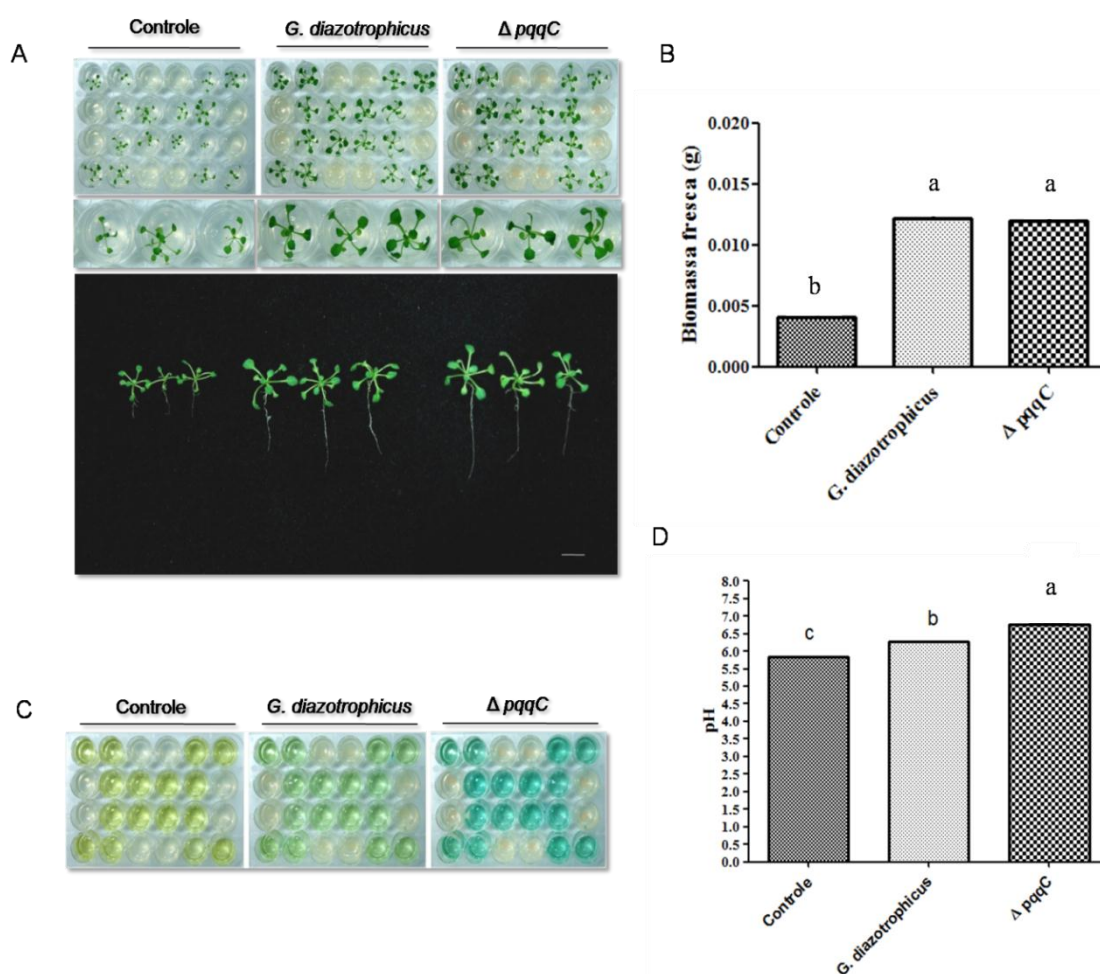 A
Controle
G. diazotrophicus
Δ pqqC
B
0.020
0.015
0.010
0.005
0.000
Biomassa fresca (g)
b
a
a
Controle
G. diazotrophicus
Δ pqqC
C
Controle
G. diazotrophicus
Δ pqqC
D
8.0
7.5
7.0
6.5
6.0
5.5
5.0
4.5
4.0
3.5
3.0
2.5
2.0
1.5
1.0
0.5
0.0
pH
c
b
a
Controle
G. diazotrophicus
Δ pqqC